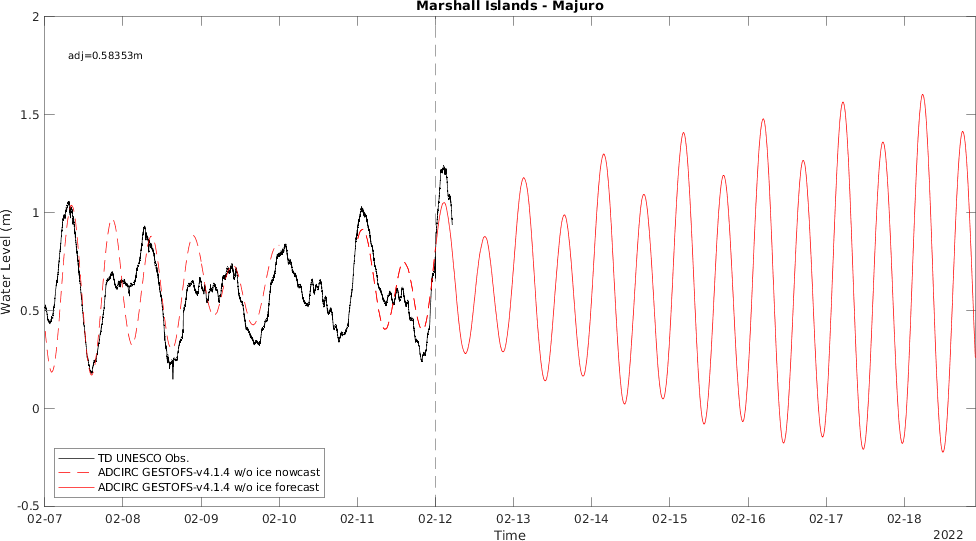 Marshall Islands - Majuro
adj=0.58353m
Water Level (m)
2
1.5
1
0.5
0
-0.5
TD UNESCO Obs.
ADCIRC GESTOFS-v4.1.4 w/o ice nowcast
ADCIRC GESTOFS-v4.1.4 w/o ice forecast
02-07 02-08 02-09 02-10 02-11 02-12 02-13 02-14 02-15 02-16 02-17 02-18
Time
2022